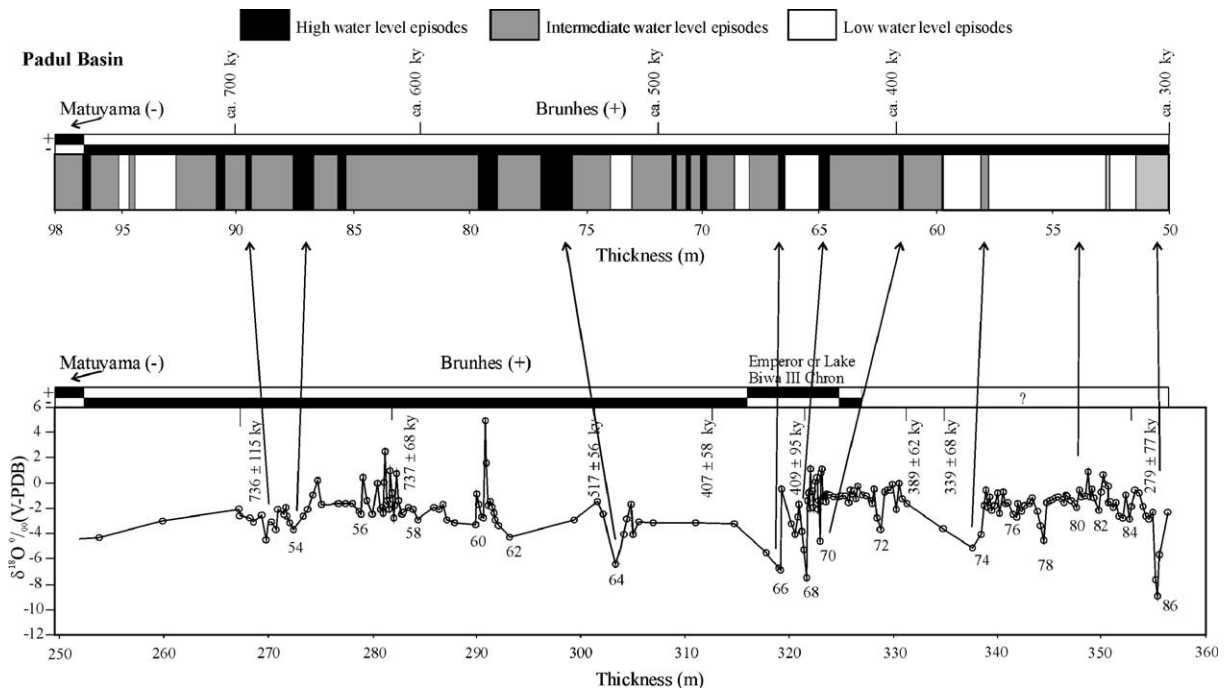 High water level episodes Intermediate water level episodes Low water level episodes
Padul Basin
ca. 700 ky ca. 600 ky ca. 500 ky ca. 400 ky ca. 300 ky
Matuyama (-) Brunhes (+)
+
-
98 95 90 85 80 75 70 65 60 55 50
Thickness (m)
Matuyama (-) Brunhes (+) Emperor or Lake
Biwa III Chron
+
- ?
6
4
2
0
-2
-4
-6
-8
-10
-12
δ¹⁸O ⁰/₀₀(V-PDB)
736 ± 115 ky 737 ± 68 ky 517 ± 56 ky 407 ± 58 ky 409 ± 95 ky 389 ± 62 ky 339 ± 68 ky 279 ± 77 ky
54 56 58 60 62 64 66 68 70 72 74 76 78 80 82 84 86
250 260 270 280 290 300 310 320 330 340 350 360
Thickness (m)